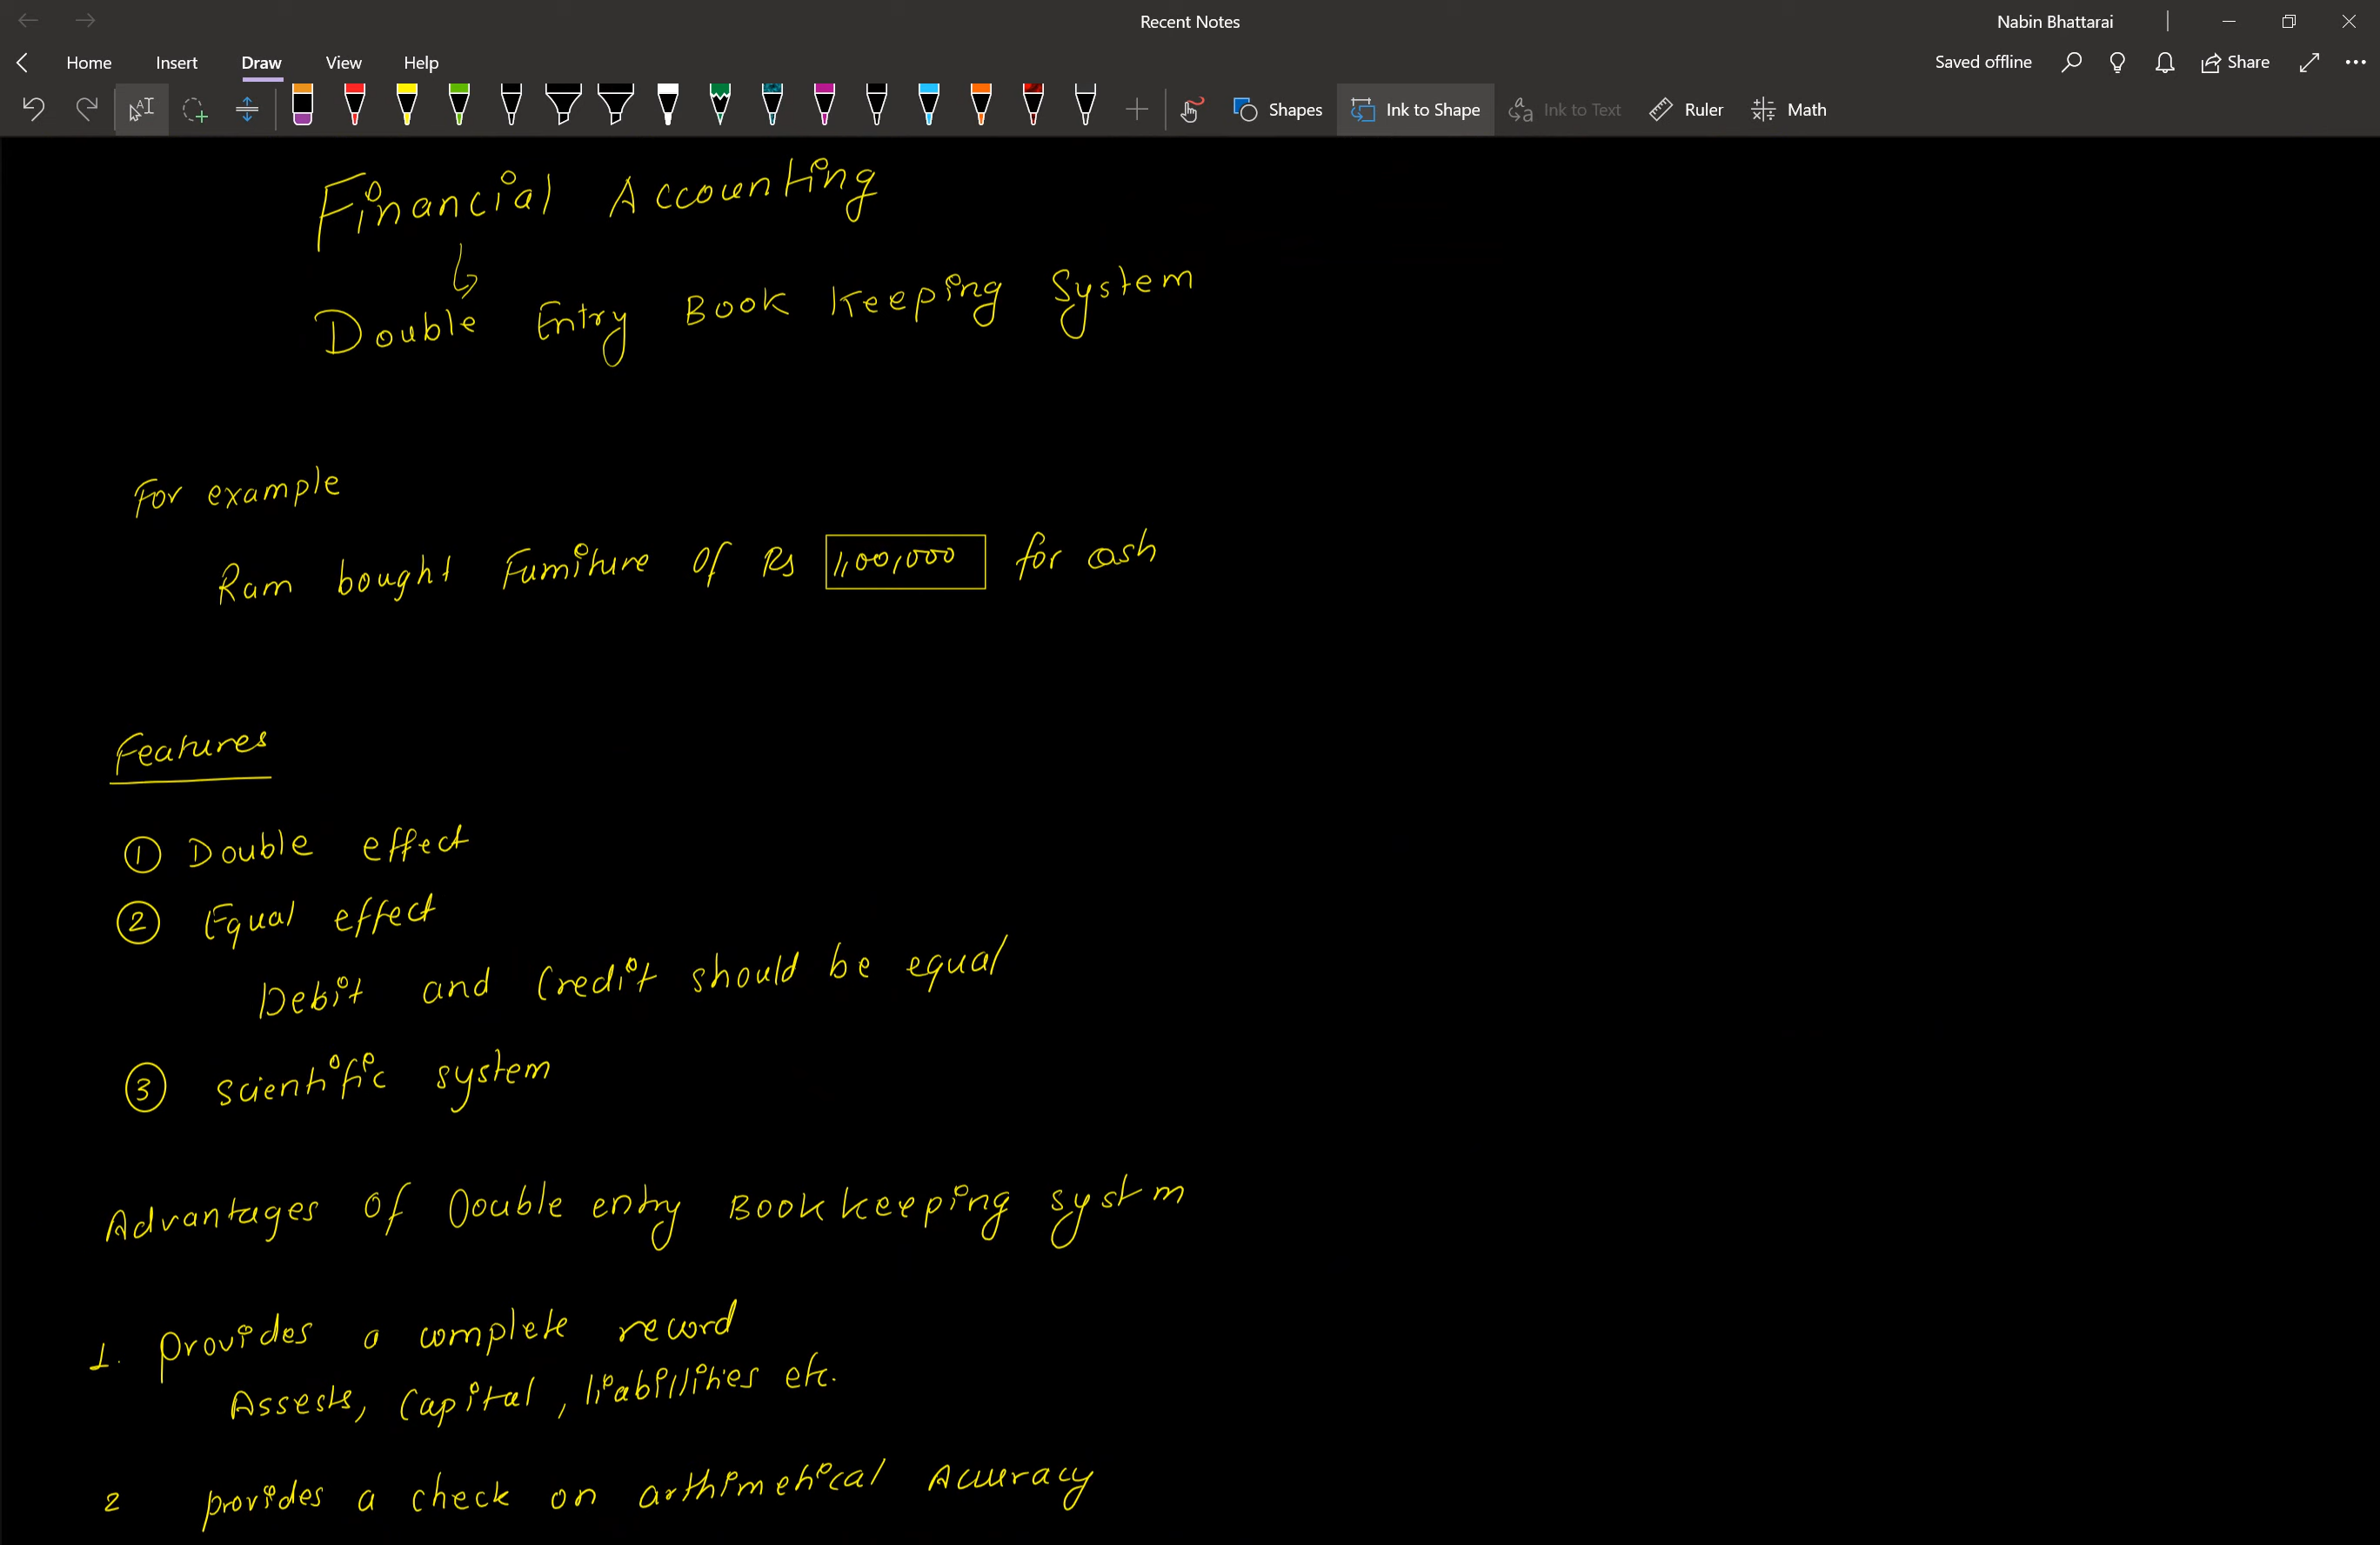 Recent Notes
Nabin Bhattarai
Home Insert Draw View Help
Saved offline
Share
Shapes Ink to Shape Ink to Text Ruler Math
Financial Accounting
Double Entry Book Keeping System
For example
Ram bought Furniture of Rs 1,00,000 for cash
Features
① Double effect
② Equal effect
Debit and Credit should be equal
③ scientific system
Advantages of Double entry Book keeping systm
1. provides a complete record
Assests, Capital, liabilities etc.
2 provides a check on arthimetical Accuracy